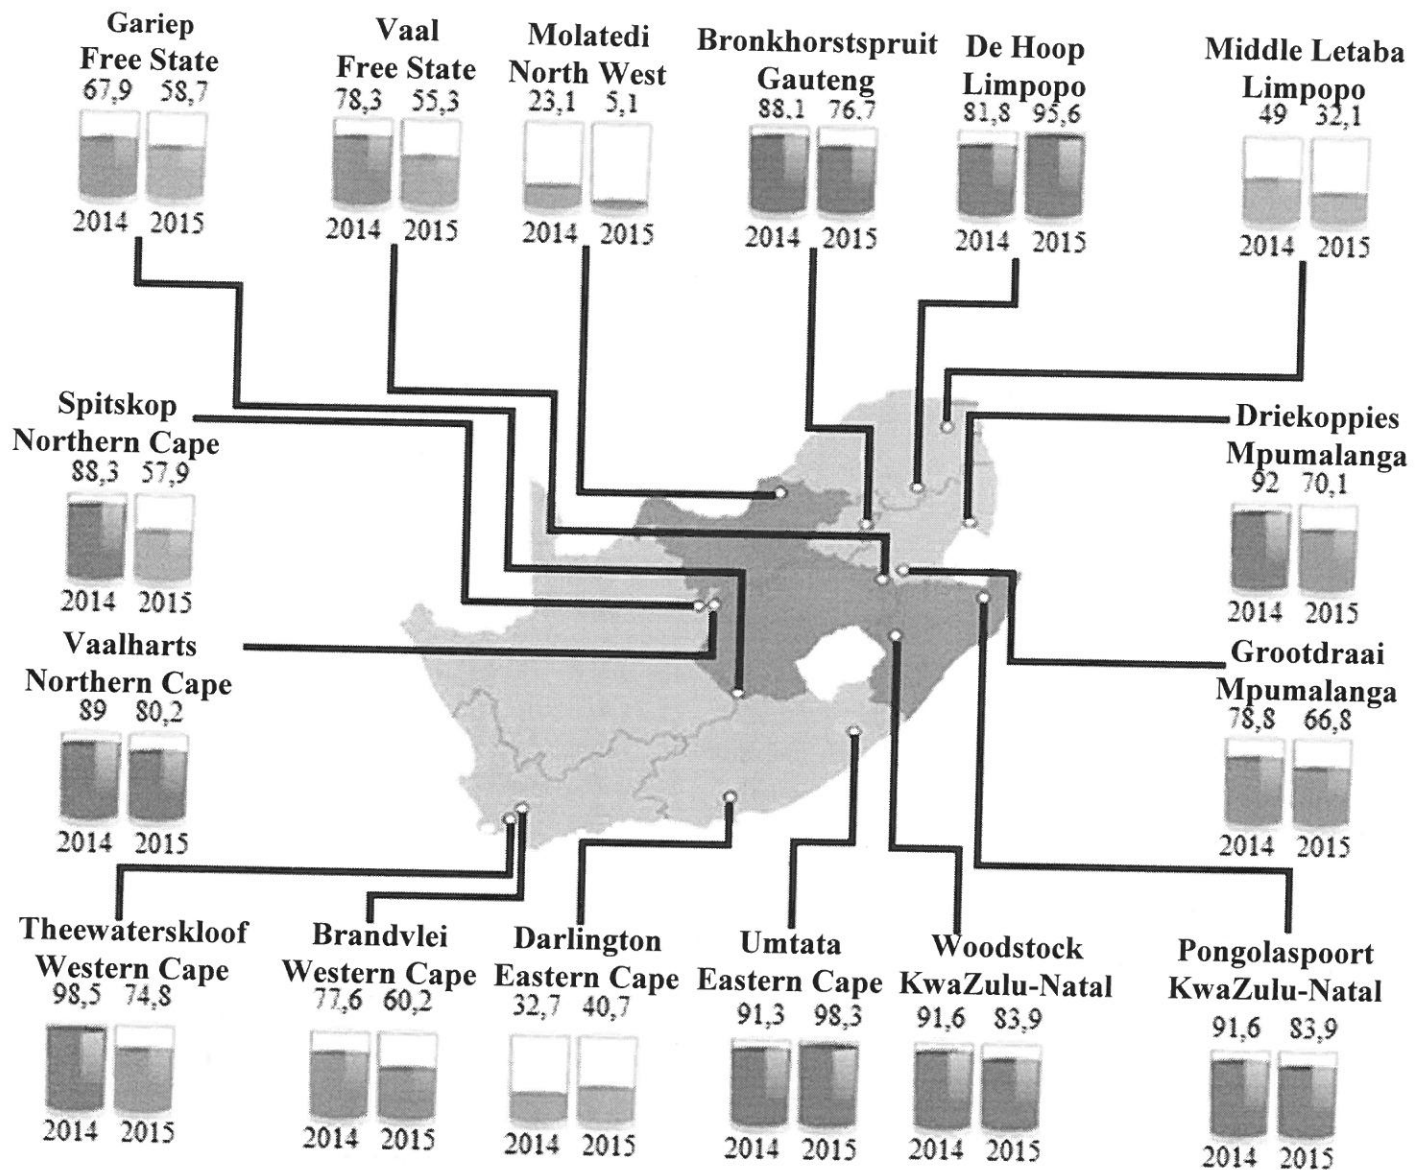 Gariep
Free State
67,9 58,7
2014 2015
Vaal
Free State
78,3 55,3
2014 2015
Molatedi
North West
23,1 5,1
2014 2015
Bronkhorstspruit
Gauteng
88,1 76,7
2014 2015
De Hoop
Limpopo
81,8 95,6
2014 2015
Middle Letaba
Limpopo
49 32,1
2014 2015
Spitskop
Northern Cape
88,3 57,9
2014 2015
Driekoppies
Mpumalanga
92 70,1
2014 2015
Vaalharts
Northern Cape
89 80,2
2014 2015
Grootdraai
Mpumalanga
78,8 66,8
2014 2015
Theewaterskloof
Western Cape
98,5 74,8
2014 2015
Brandvlei
Western Cape
77,6 60,2
2014 2015
Darlington
Eastern Cape
32,7 40,7
2014 2015
Umtata
Eastern Cape
91,3 98,3
2014 2015
Woodstock
KwaZulu-Natal
91,6 83,9
2014 2015
Pongolaspoort
KwaZulu-Natal
91,6 83,9
2014 2015